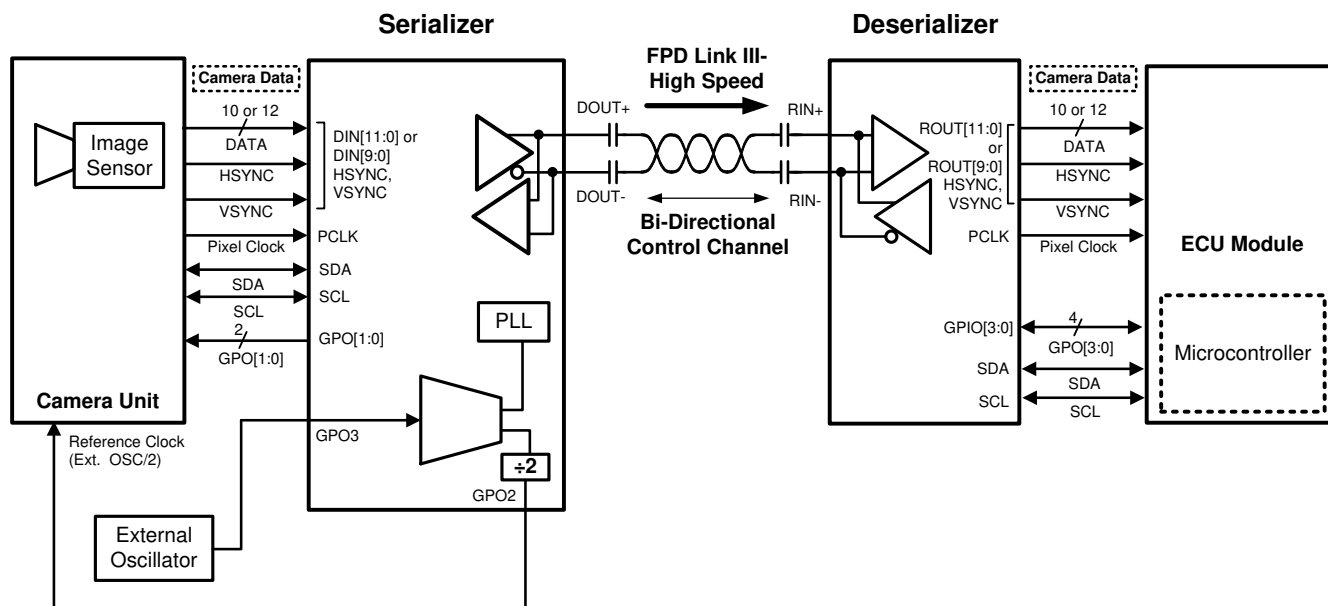 Serializer
Deserializer
Camera Data
FPD Link III-
High Speed
Camera Data
Image
Sensor
10 or 12
DATA
HSYNC
VSYNC
Pixel Clock
SDA
SCL
2
GPO[1:0]
Camera Unit
DIN[11:0] or
DIN[9:0]
HSYNC,
VSYNC
PCLK
SDA
SCL
GPO[1:0]
PLL
GPO3
÷2
GPO2
Reference Clock
(Ext. OSC/2)
External
Oscillator
DOUT+
DOUT-
RIN+
RIN-
Bi-Directional
Control Channel
ROUT[11:0]
or
ROUT[9:0]
HSYNC,
VSYNC
PCLK
GPIO[3:0]
SDA
SCL
10 or 12
DATA
HSYNC
VSYNC
Pixel Clock
4
GPO[3:0]
SDA
SCL
ECU Module
Microcontroller